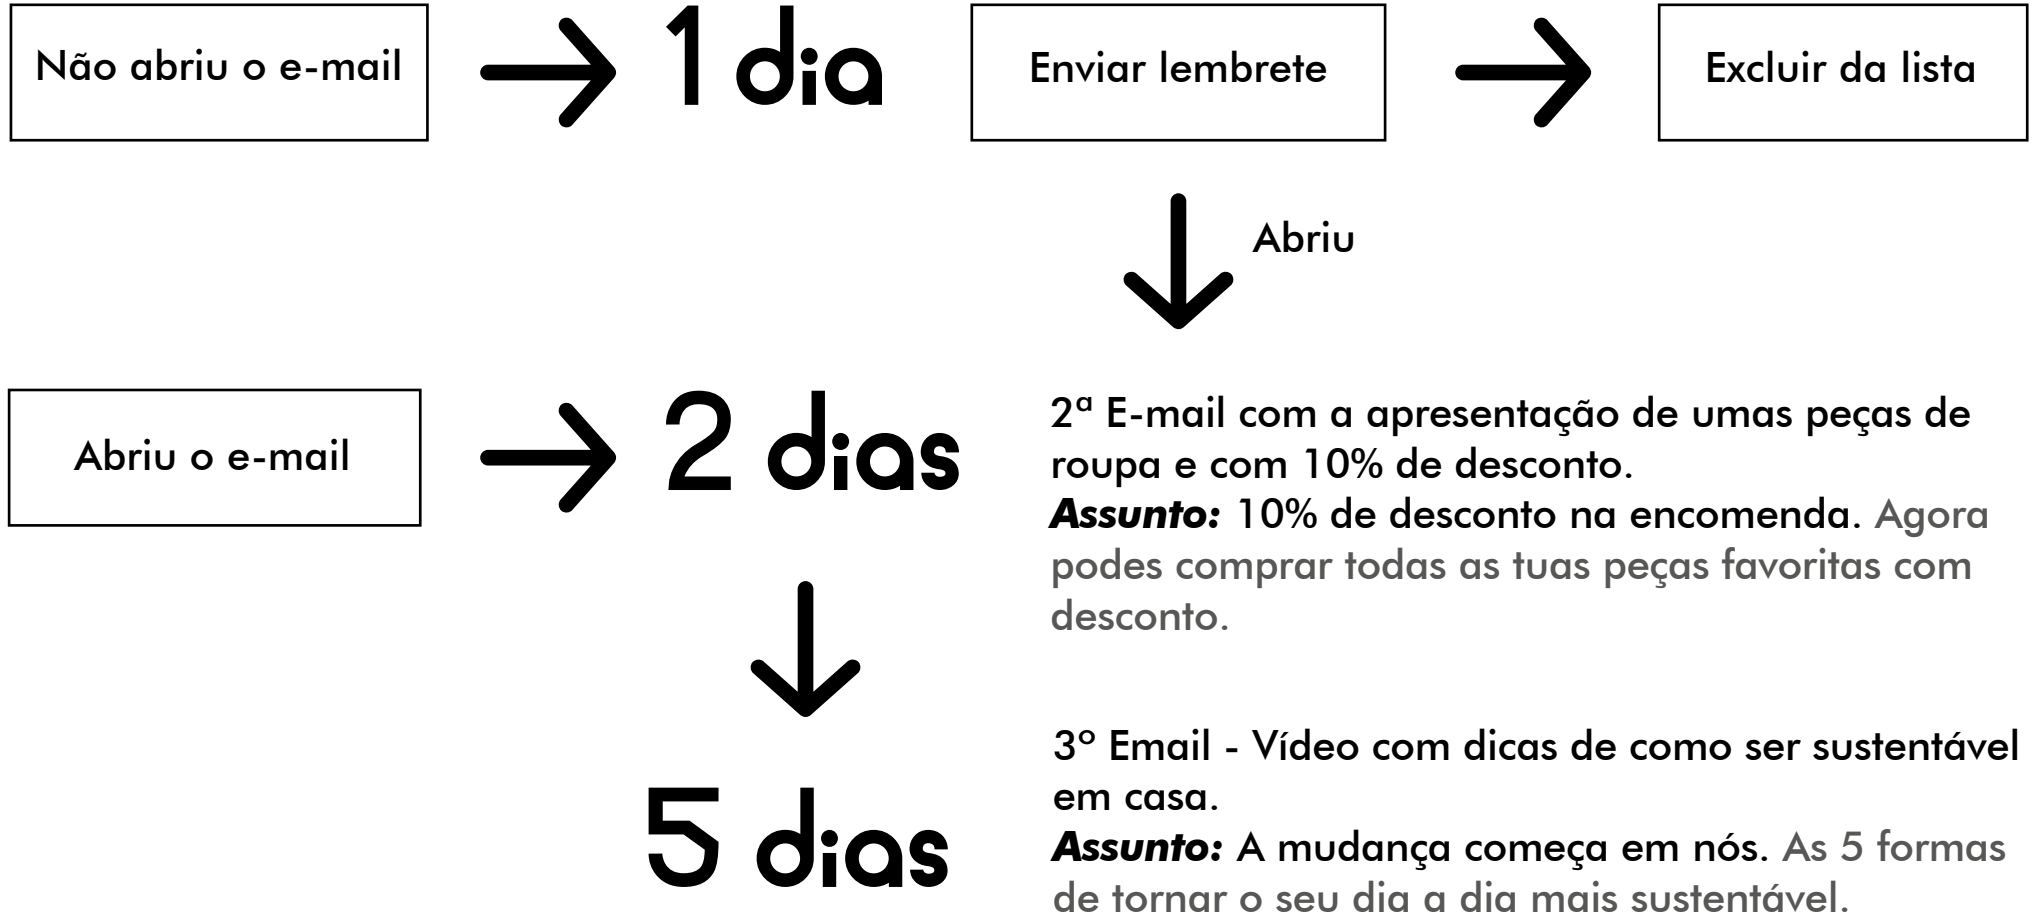 Não abriu o e-mail
1 dia
Enviar lembrete
Excluir da lista
Abriu
Abriu o e-mail
2 dias
2ª E-mail com a apresentação de umas peças de
roupa e com 10% de desconto.
Assunto: 10% de desconto na encomenda. Agora
podes comprar todas as tuas peças favoritas com
desconto.
5 dias
3º Email - Vídeo com dicas de como ser sustentável
em casa.
Assunto: A mudança começa em nós. As 5 formas
de tornar o seu dia a dia mais sustentável.